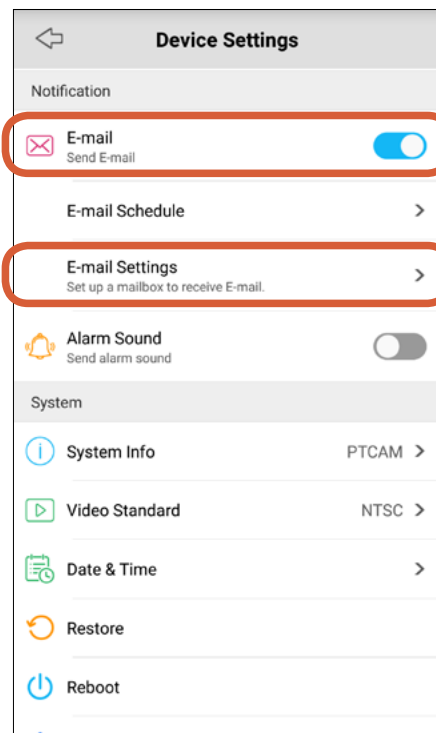 Device Settings
Notification
E-mail
Send E-mail
E-mail Schedule
E-mail Settings
Set up a mailbox to receive E-mail.
Alarm Sound
Send alarm sound
System
System Info PTCAM
Video Standard NTSC
Date & Time
Restore
Reboot